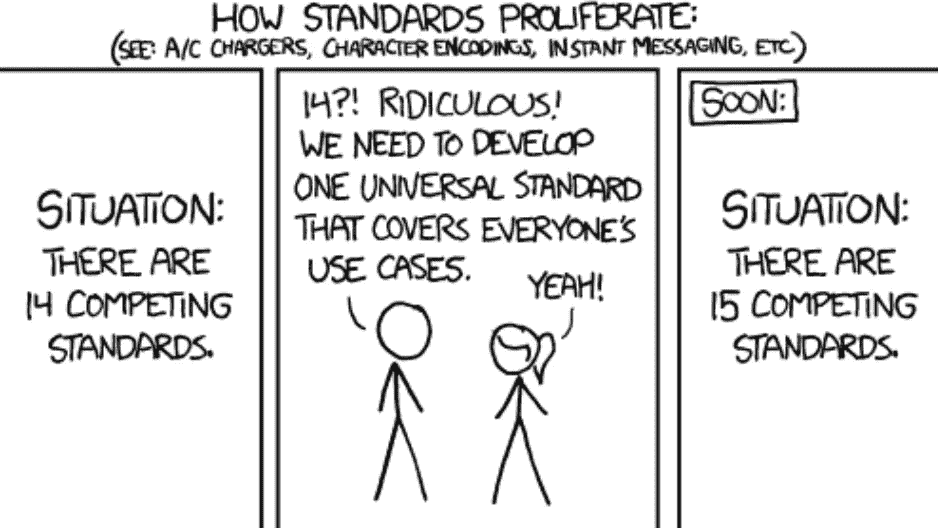 HOW STANDARDS PROLIFERATE:
(SEE: A/C CHARGERS, CHARACTER ENCODINGS, INSTANT MESSAGING, ETC)
SITUATION:
THERE ARE
14 COMPETING
STANDARDS.
14?! RIDICULOUS!
WE NEED TO DEVELOP
ONE UNIVERSAL STANDARD
THAT COVERS EVERYONE'S
USE CASES.
YEAH!
SOON:
SITUATION:
THERE ARE
15 COMPETING
STANDARDS.